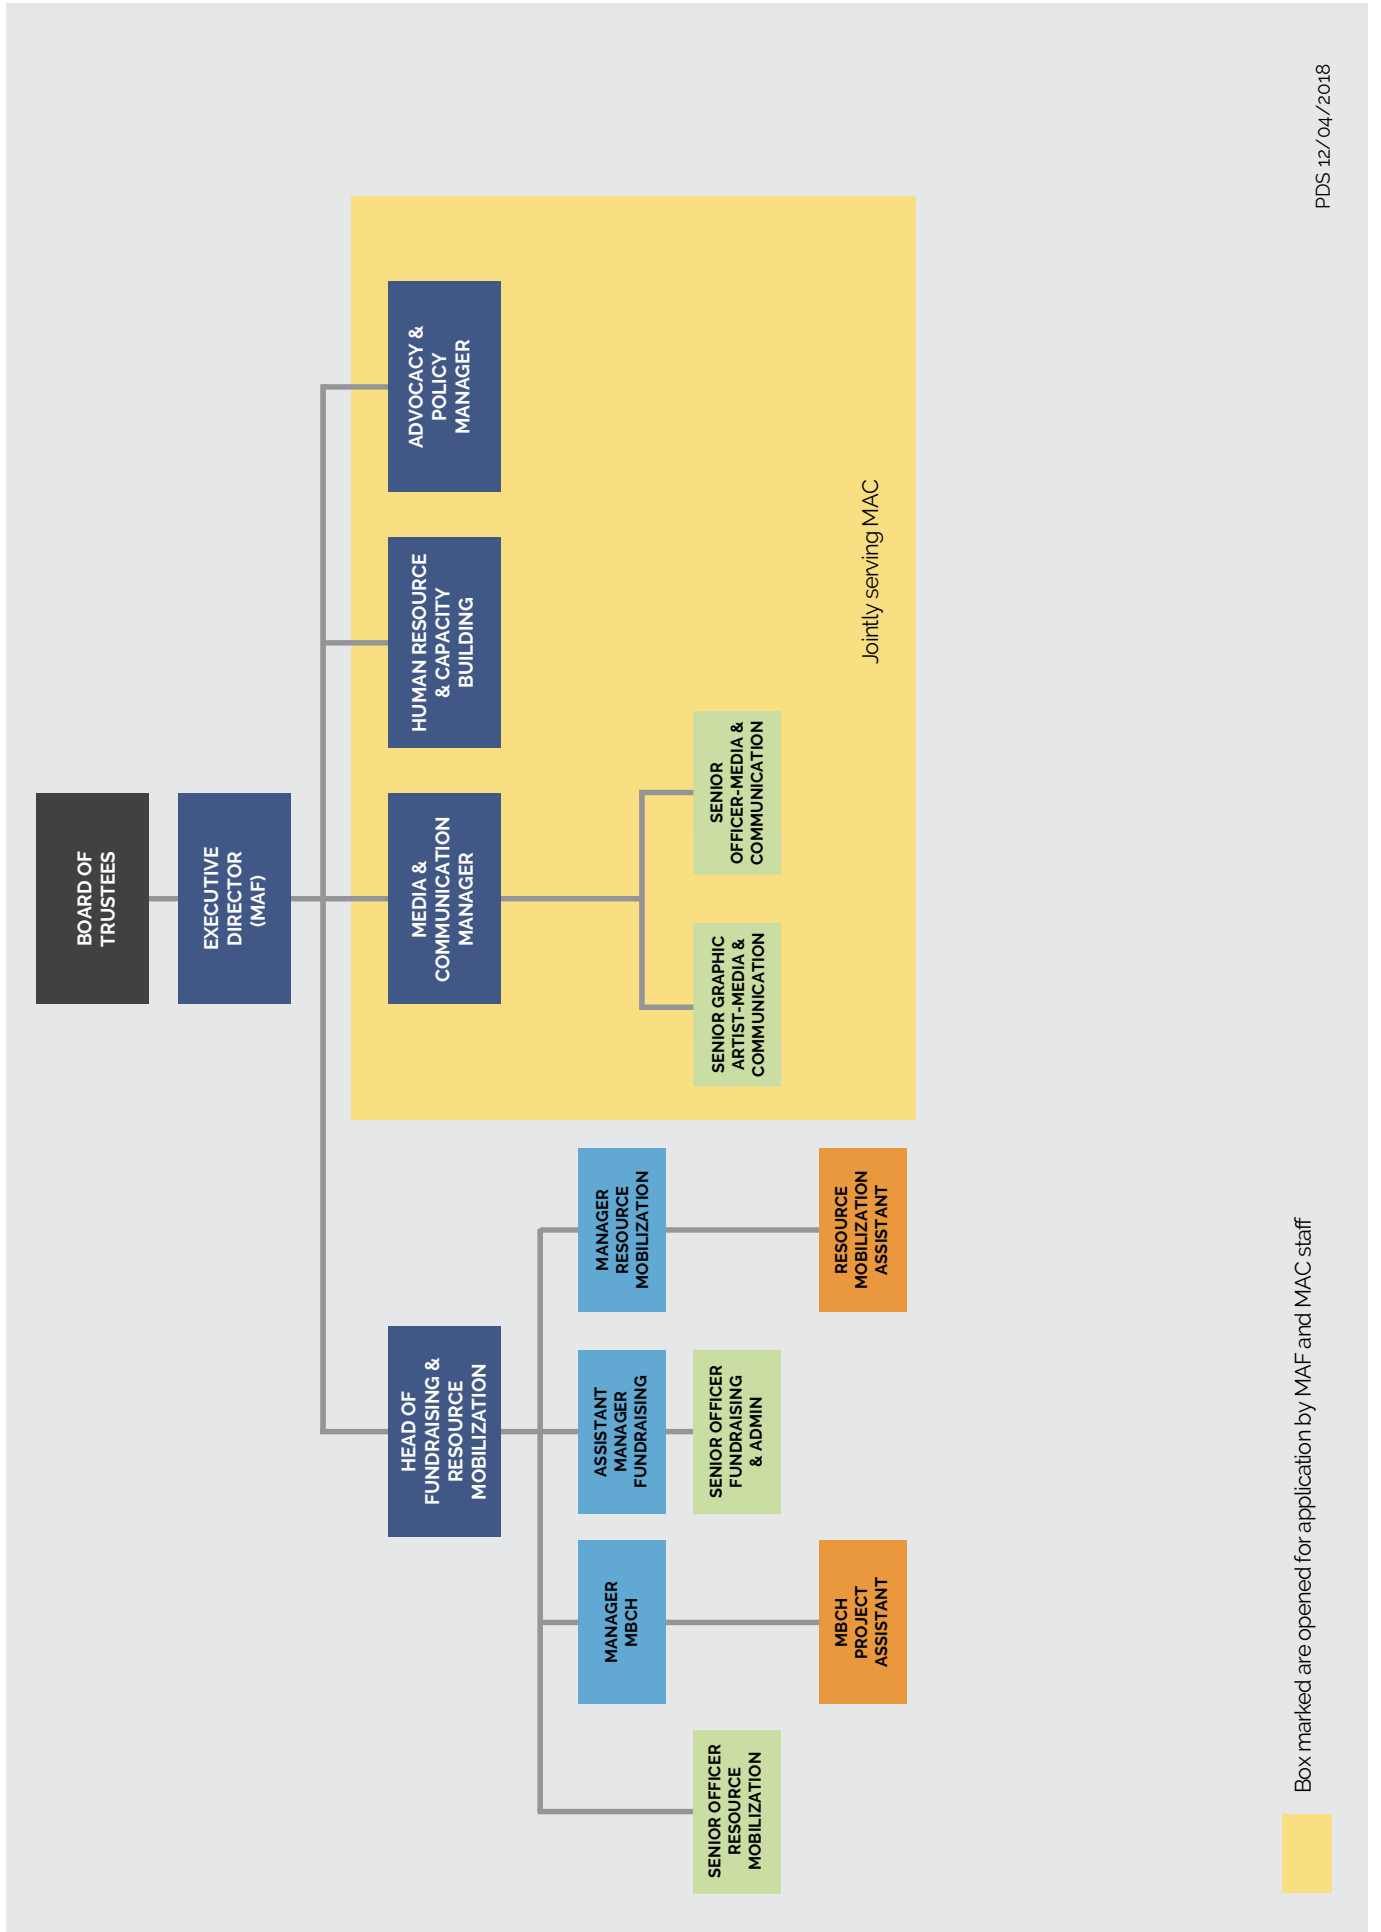 BOARD OF
TRUSTEES
EXECUTIVE
DIRECTOR
(MAF)
HEAD OF
FUNDRAISING &
RESOURCE
MOBILIZATION
MEDIA &
COMMUNICATION
MANAGER
HUMAN RESOURCE
& CAPACITY
BUILDING
ADVOCACY &
POLICY
MANAGER
MANAGER
MBCH
ASSISTANT
MANAGER
FUNDRAISING
MANAGER
RESOURCE
MOBILIZATION
SENIOR OFFICER
RESOURCE
MOBILIZATION
SENIOR OFFICER
FUNDRAISING
& ADMIN
SENIOR GRAPHIC
ARTIST-MEDIA &
COMMUNICATION
SENIOR
OFFICER-MEDIA &
COMMUNICATION
MBCH
PROJECT
ASSISTANT
RESOURCE
MOBILIZATION
ASSISTANT
Jointly serving MAC
Box marked are opened for application by MAF and MAC staff
PDS 12/04/2018